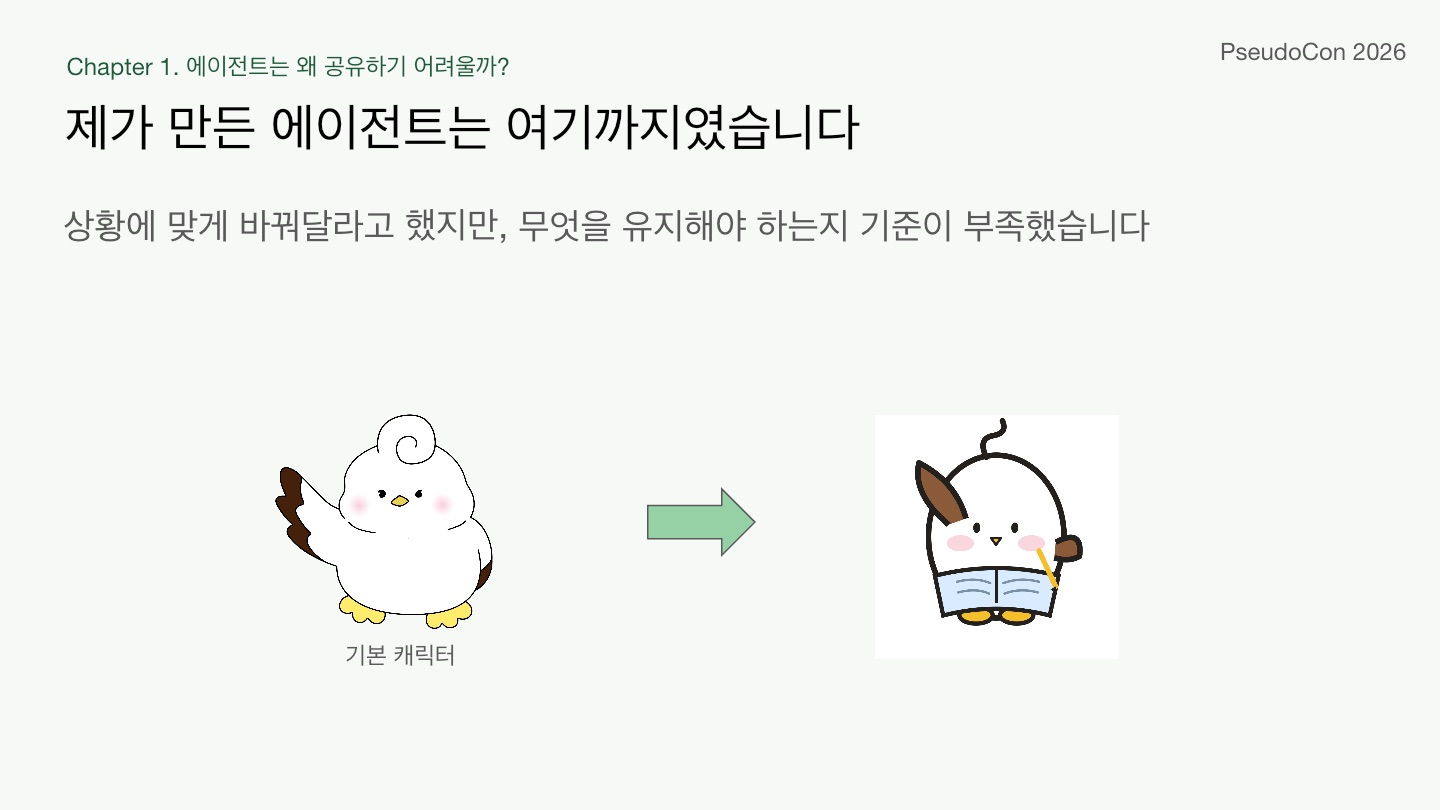 Chapter 1. 에이전트는 왜 공유하기 어려울까?
PseudoCon 2026
제가 만든 에이전트는 여기까지였습니다
상황에 맞게 바꿔달라고 했지만, 무엇을 유지해야 하는지 기준이 부족했습니다
기본 캐릭터